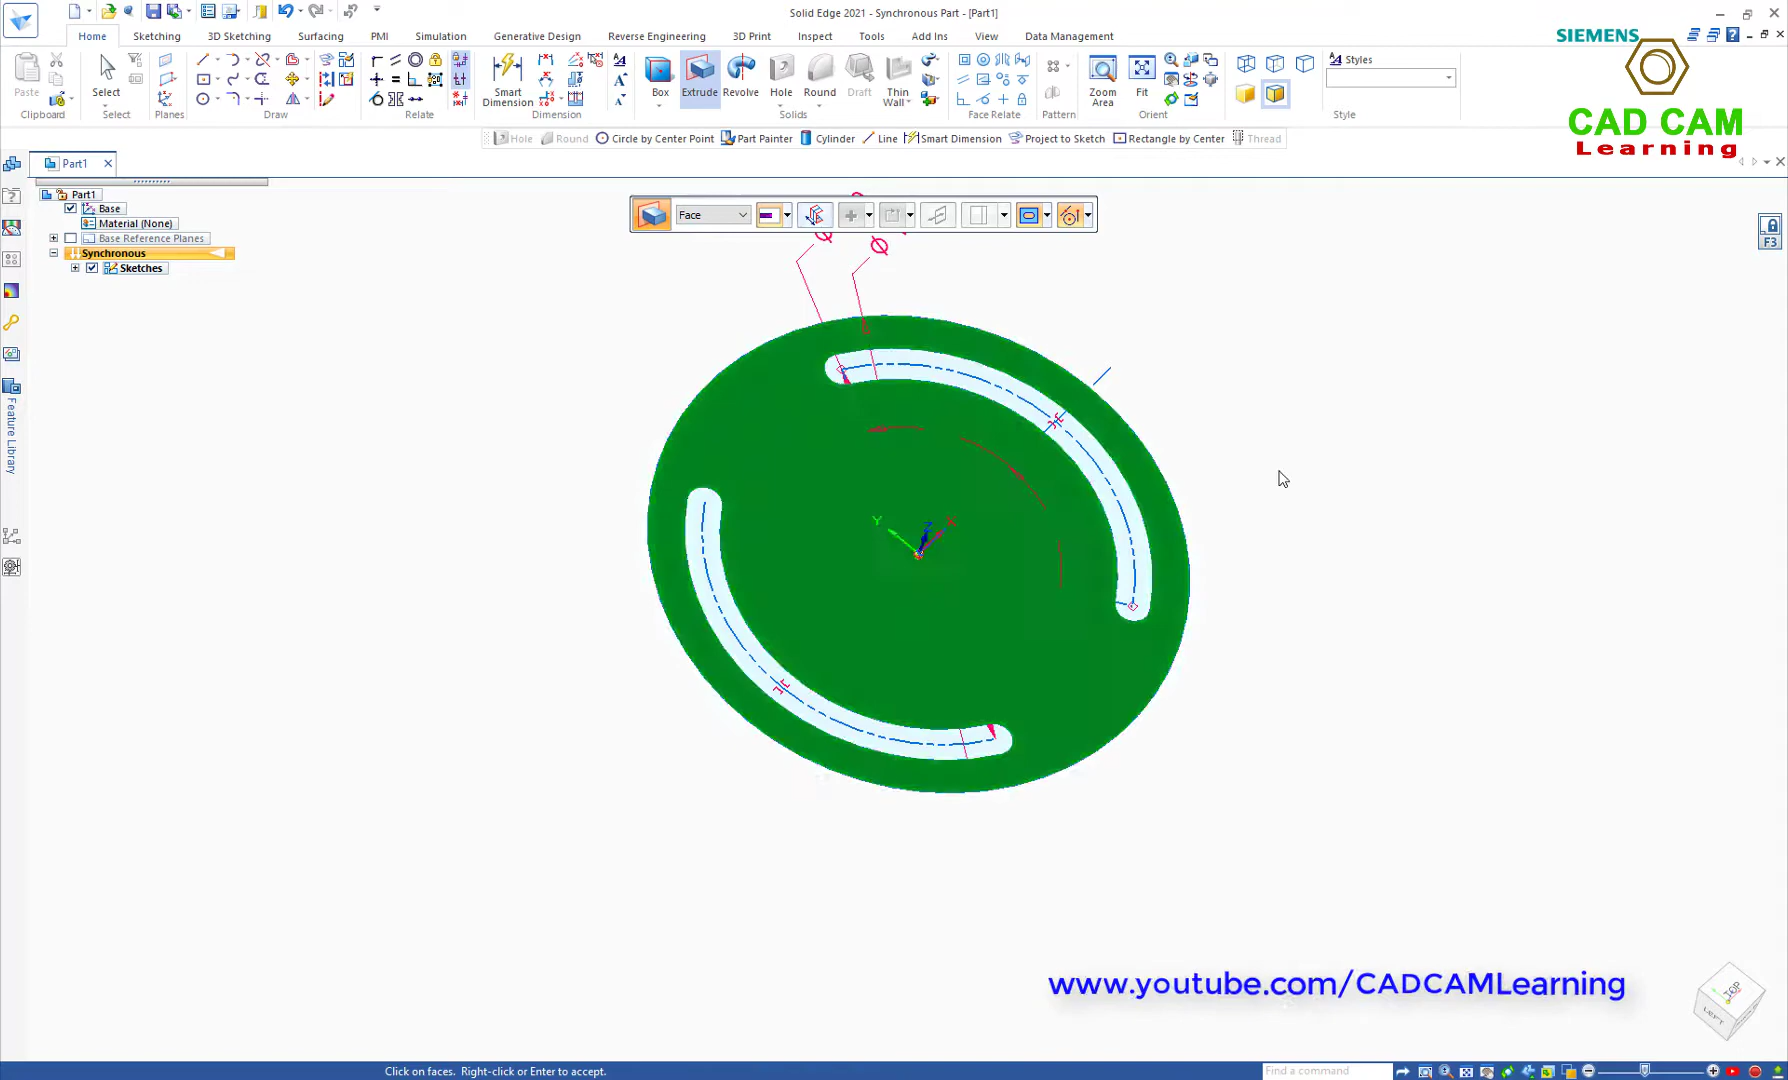 Solid Edge 2021 - Synchronous Part - [Part1]
Home Sketching 3D Sketching Surfacing PMI Simulation Generative Design Reverse Engineering 3D Print Inspect Tools Add Ins View Data Management
SIEMENS
CAD CAM
Learning
Paste Select Smart Dimension Box Extrude Revolve Hole Round Draft Thin Wall Zoom Area Fit Styles
Clipboard Select Planes Draw Relate Dimension Solids Face Relate Pattern Orient Style
Hole Round Circle by Center Point Part Painter Cylinder Line Smart Dimension Project to Sketch Rectangle by Center Thread
Part1
Part1
Base
Material (None)
Base Reference Planes
Synchronous
Sketches
Face
F3
Feature Library
Y Z X
www.youtube.com/CADCAMLearning
TOP
LEFT
Click on faces. Right-click or Enter to accept.
Find a command